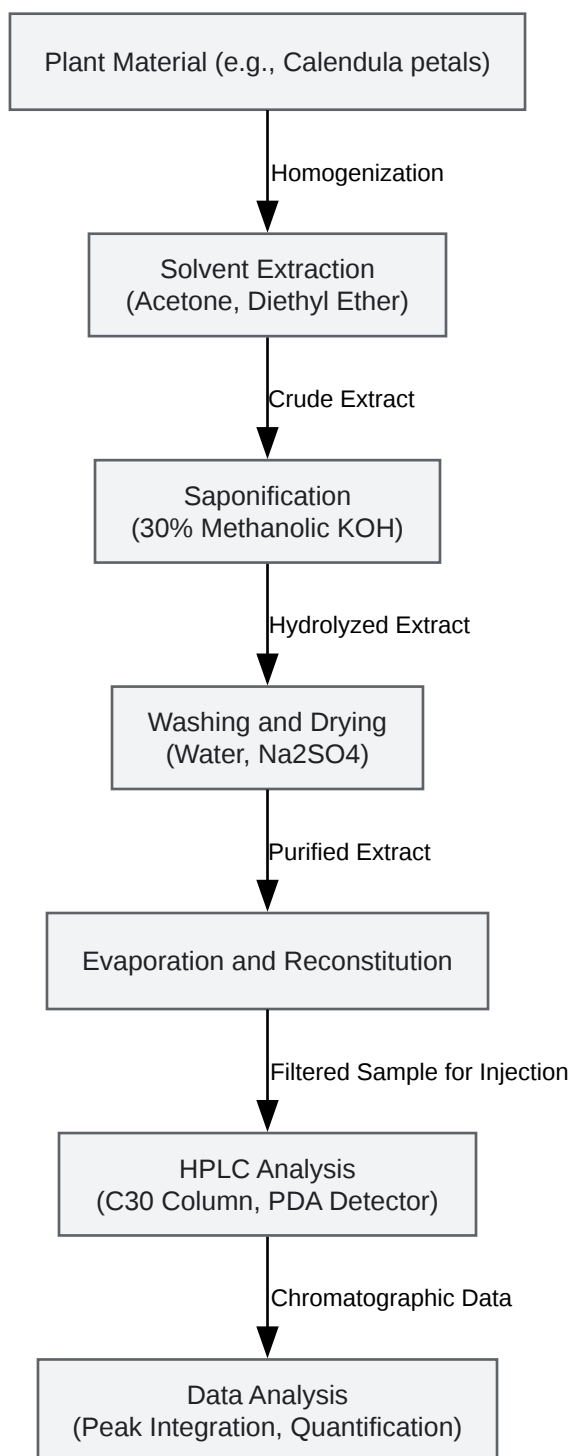 Plant Material (e.g., Calendula petals)
Homogenization
Solvent Extraction
(Acetone, Diethyl Ether)
Crude Extract
Saponification
(30% Methanolic KOH)
Hydrolyzed Extract
Washing and Drying
(Water, Na2SO4)
Purified Extract
Evaporation and Reconstitution
Filtered Sample for Injection
HPLC Analysis
(C30 Column, PDA Detector)
Chromatographic Data
Data Analysis
(Peak Integration, Quantification)